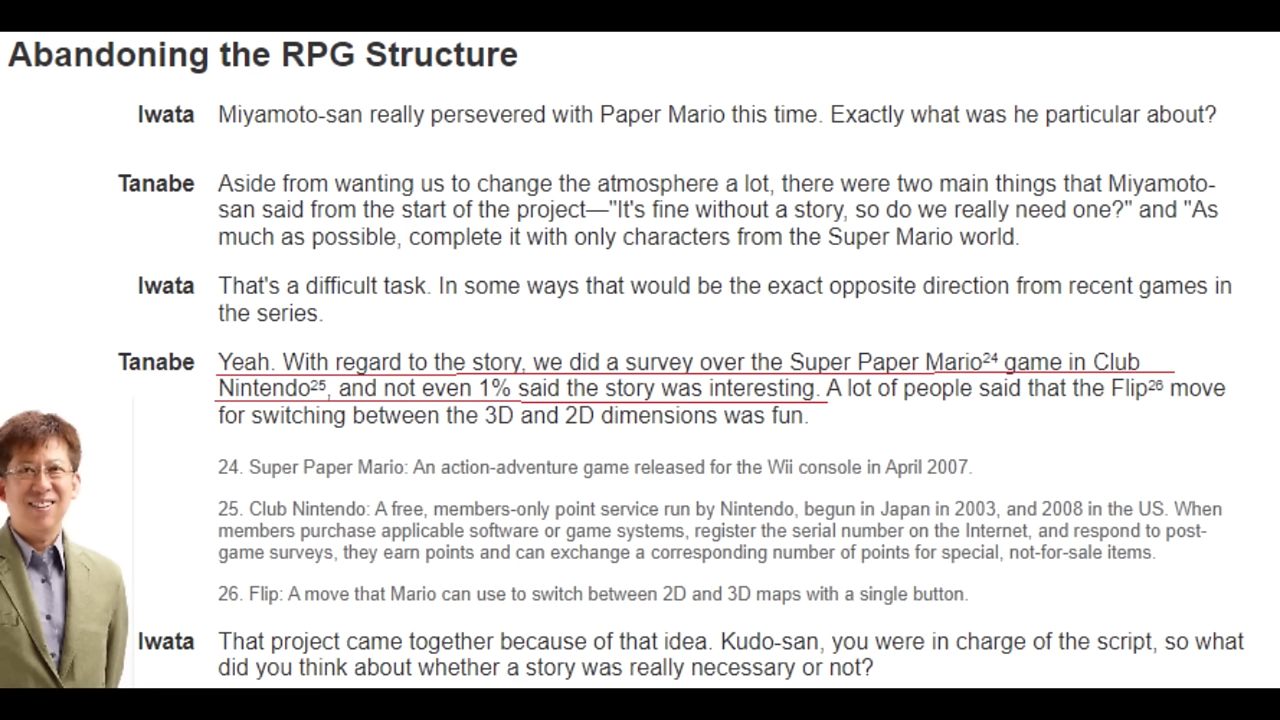 Abandoning the RPG Structure
Iwata Miyamoto-san really persevered with Paper Mario this time. Exactly what was he particular about?
Tanabe Aside from wanting us to change the atmosphere a lot, there were two main things that Miyamoto-
san said from the start of the project—"It's fine without a story, so do we really need one?" and "As
much as possible, complete it with only characters from the Super Mario world.
Iwata That's a difficult task. In some ways that would be the exact opposite direction from recent games in
the series.
Tanabe Yeah. With regard to the story, we did a survey over the Super Paper Mario²⁴ game in Club
Nintendo²⁵, and not even 1% said the story was interesting. A lot of people said that the Flip²⁶ move
for switching between the 3D and 2D dimensions was fun.
24. Super Paper Mario: An action-adventure game released for the Wii console in April 2007.
25. Club Nintendo: A free, members-only point service run by Nintendo, begun in Japan in 2003, and 2008 in the US. When
members purchase applicable software or game systems, register the serial number on the Internet, and respond to post-
game surveys, they earn points and can exchange a corresponding number of points for special, not-for-sale items.
26. Flip: A move that Mario can use to switch between 2D and 3D maps with a single button.
Iwata That project came together because of that idea. Kudo-san, you were in charge of the script, so what
did you think about whether a story was really necessary or not?